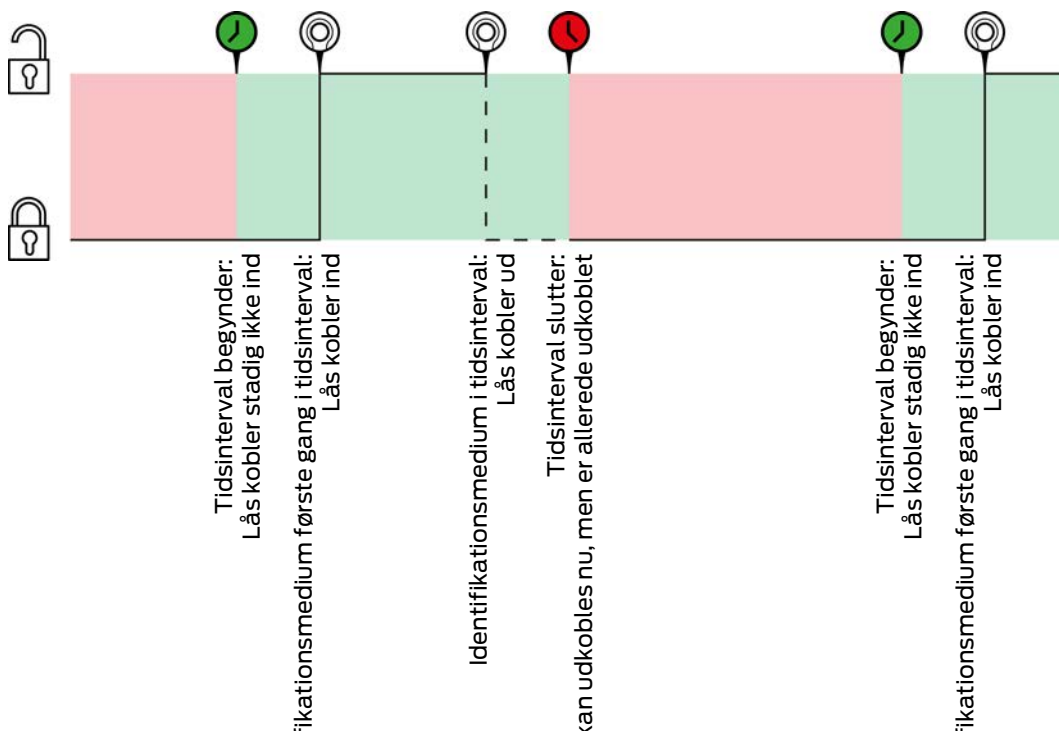 Tidsinterval begynder:
Lås kobler stadig ikke ind
fikationsmedium første gang i tidsinterval:
Lås kobler ind
Identifikationsmedium i tidsinterval:
Lås kobler ud
Tidsinterval slutter:
kan udkobles nu, men er allerede udkoblet
Tidsinterval begynder:
Lås kobler stadig ikke ind
fikationsmedium første gang i tidsinterval:
Lås kobler ind